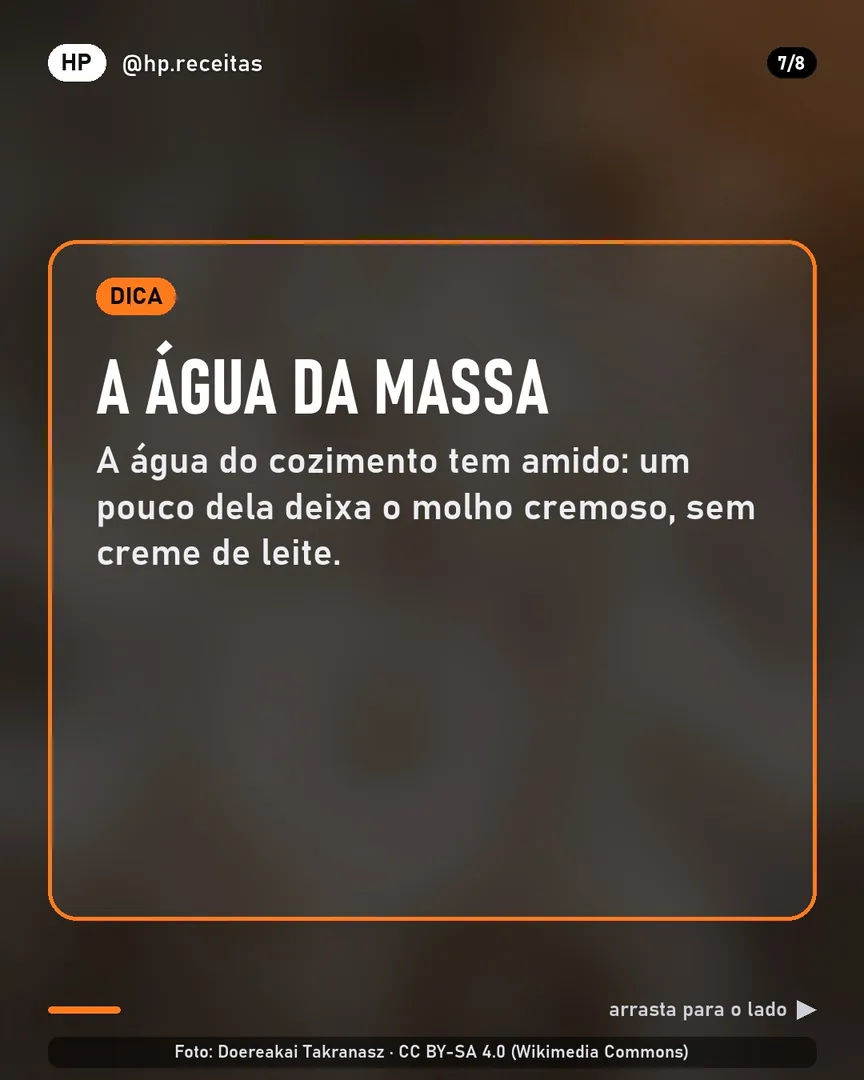 HP @hp.receitas 7/8
DICA
A ÁGUA DA MASSA
A água do cozimento tem amido: um
pouco dela deixa o molho cremoso, sem
creme de leite.
arrasta para o lado ▶
Foto: Doereakai Takranasz · CC BY-SA 4.0 (Wikimedia Commons)